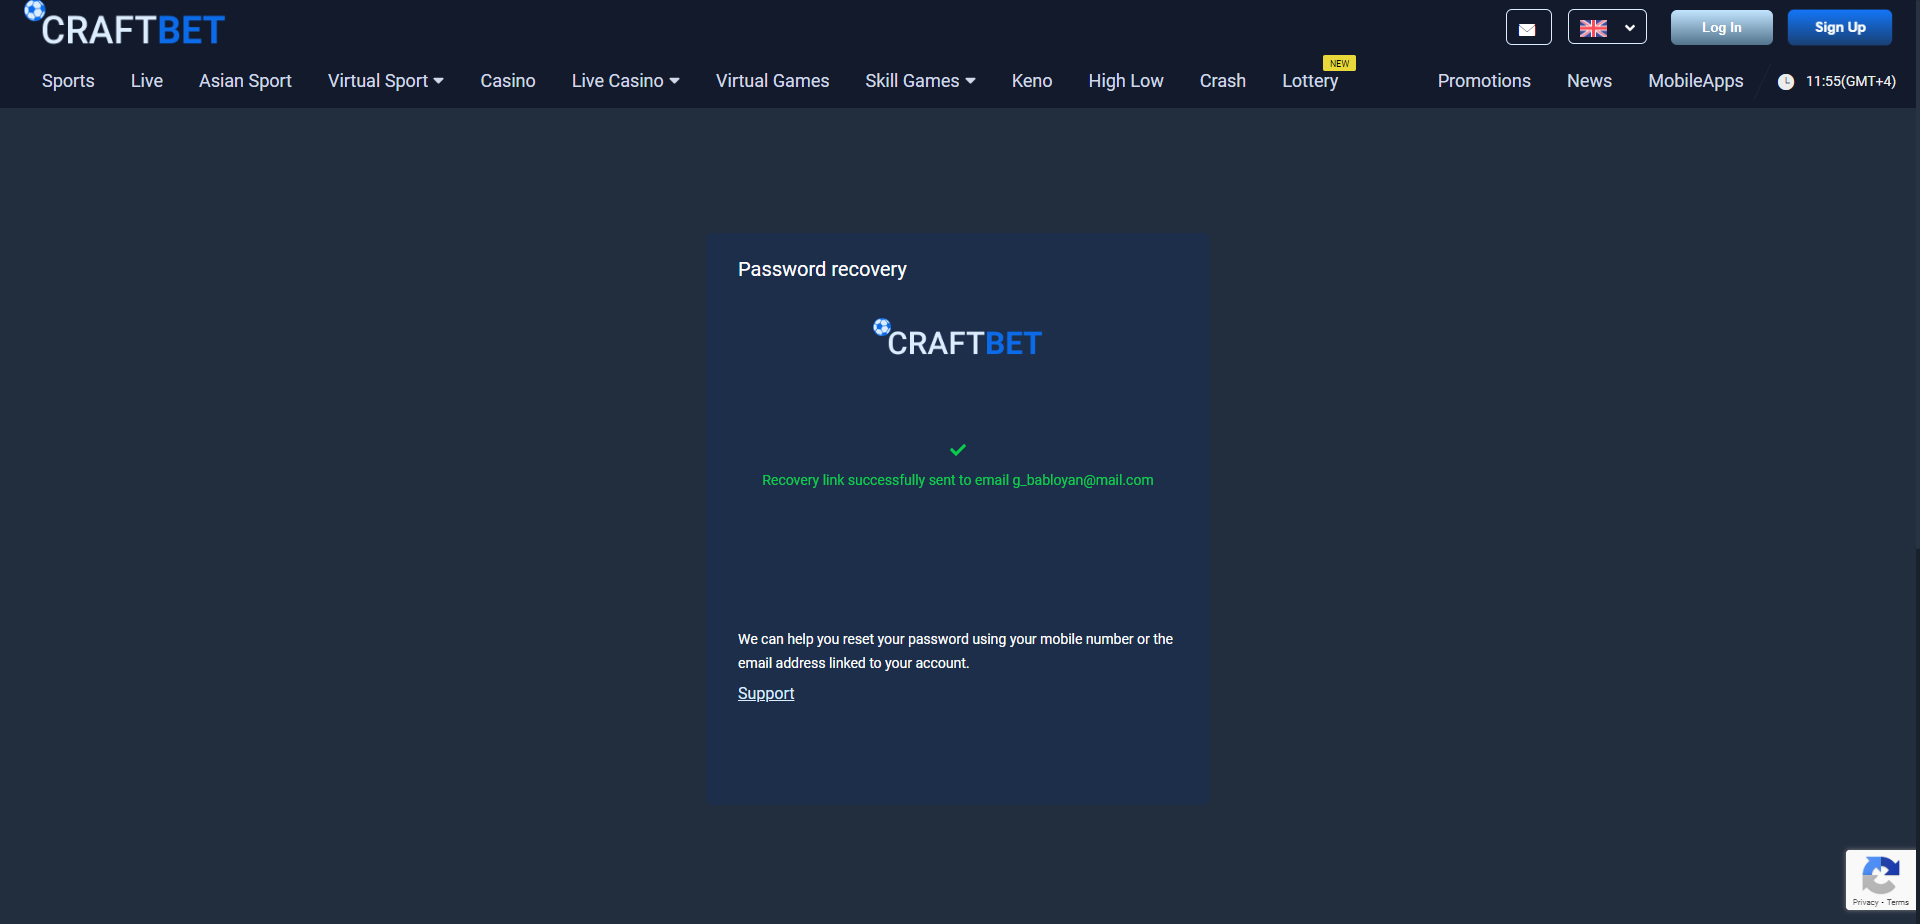 CRAFTBET
Log In
Sign Up
Sports
Live
Asian Sport
Virtual Sport
Casino
Live Casino
Virtual Games
Skill Games
Keno
High Low
Crash
Lottery
NEW
Promotions
News
MobileApps
11:55(GMT+4)
Password recovery
CRAFTBET
Recovery link successfully sent to email g_babloyan@mail.com
We can help you reset your password using your mobile number or the
email address linked to your account.
Support
Privacy - Terms